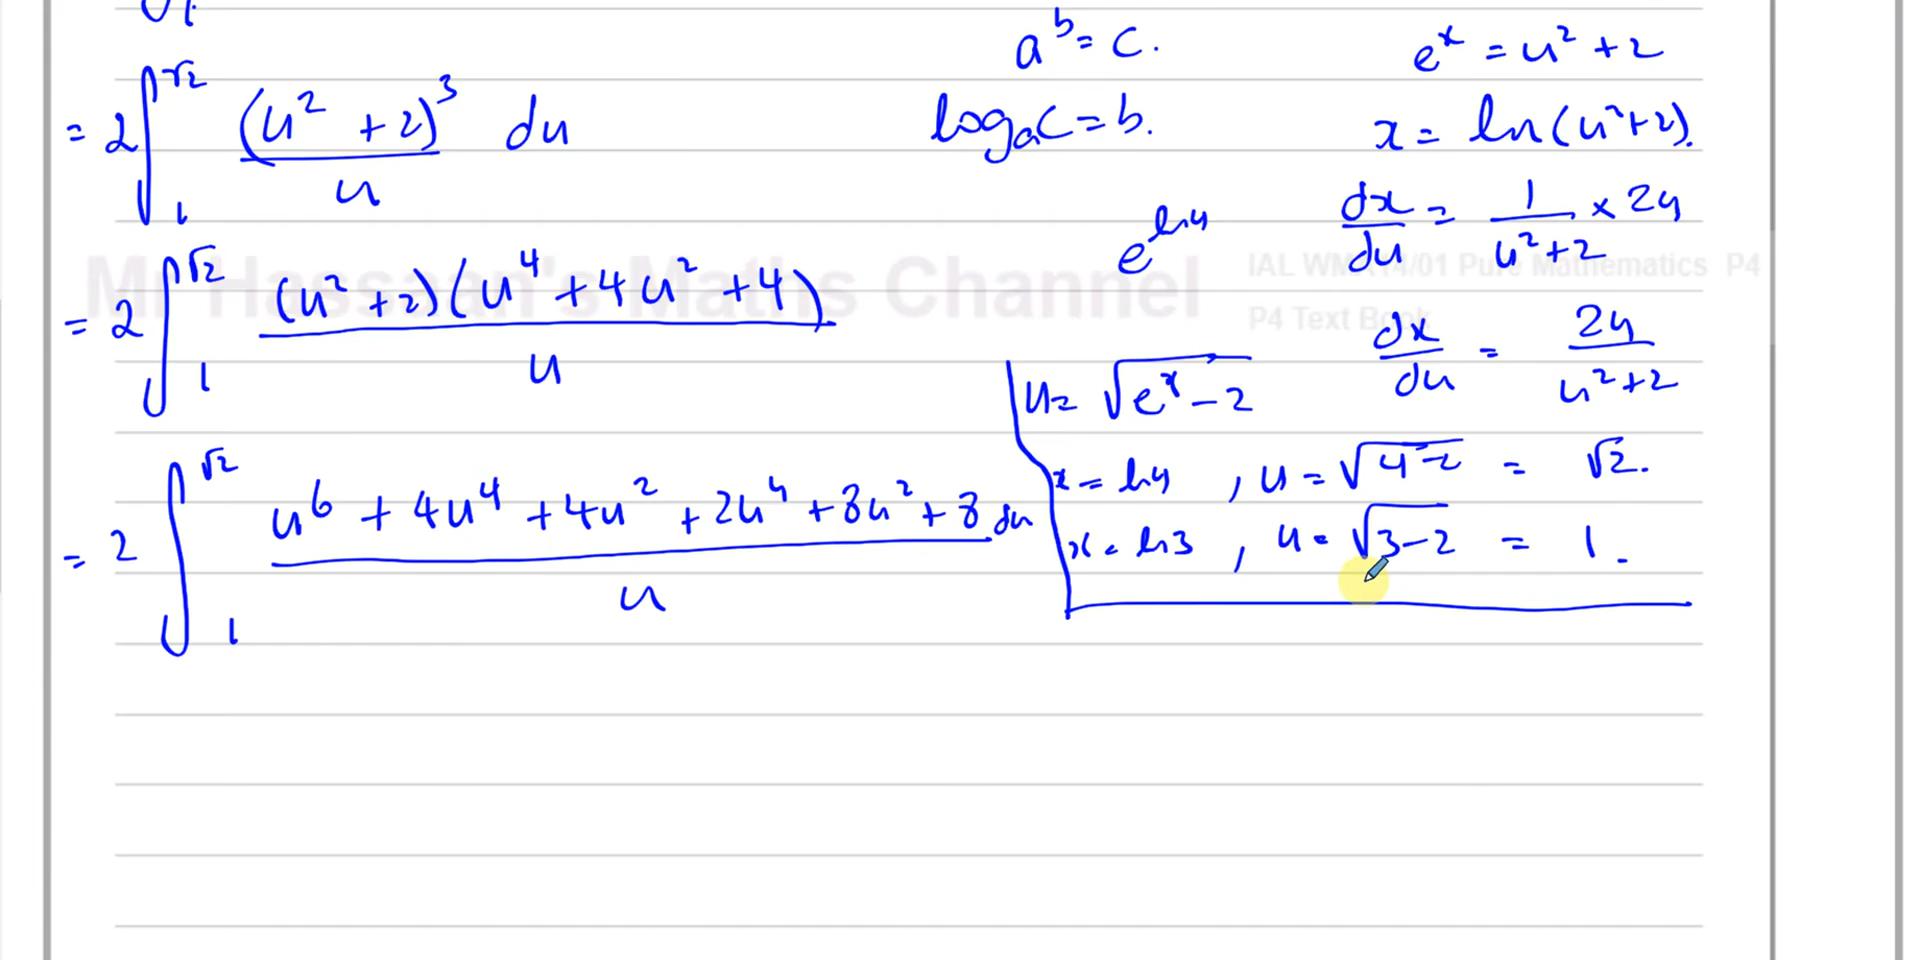 a^b = c.
e^x = u² + 2
= 2 ∫₁^√2 (u² + 2)³ / u du
log_a c = b.
x = ln(u² + 2).
e^ln4
dx/du = 1/(u² + 2) × 2u
Mr Hassaan's Maths Channel
IAL WMA14/01 Pure Mathematics P4
P4 Text Book
= 2 ∫₁^√2 (u² + 2)(u⁴ + 4u² + 4) / u
dx/du = 2u/(u² + 2)
u = √(e^x − 2)
x = ln4 , u = √(4 − 2) = √2.
x = ln3 , u = √(3 − 2) = 1.
= 2 ∫₁^√2 (u⁶ + 4u⁴ + 4u² + 2u⁴ + 8u² + 8) / u du